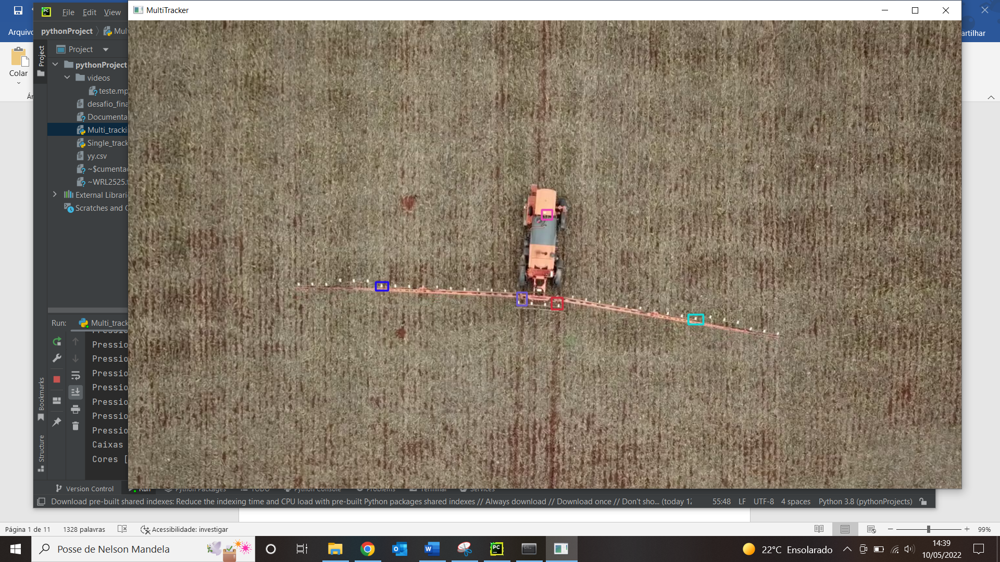 MultiTracker
File Edit View
Arquivo
artilhar
pythonProject
Project
Project
Colar
pythonProject
videos
teste.mp
desafio_fina
Documenta
Multi_tracki
Single_track
yy.csv
~$cumentac
~WRL2525.t
External Librari
Scratches and C
Run: Multi_track
Pressio
Pressio
Pressio
Pressio
Pressio
Pressio
Pressio
Caixas
Cores [
Bookmarks
Structure
Version Control Run Python Packages TODO Python Console Problems Terminal Services
Download pre-built shared indexes: Reduce the indexing time and CPU load with pre-built Python packages shared indexes // Always download // Download once // Don't sho... (today 12 55:48 LF UTF-8 4 spaces Python 3.8 (pythonProjects)
Página 1 de 11 1328 palavras Acessibilidade: investigar 99%
Posse de Nelson Mandela
22°C Ensolarado
14:39
10/05/2022